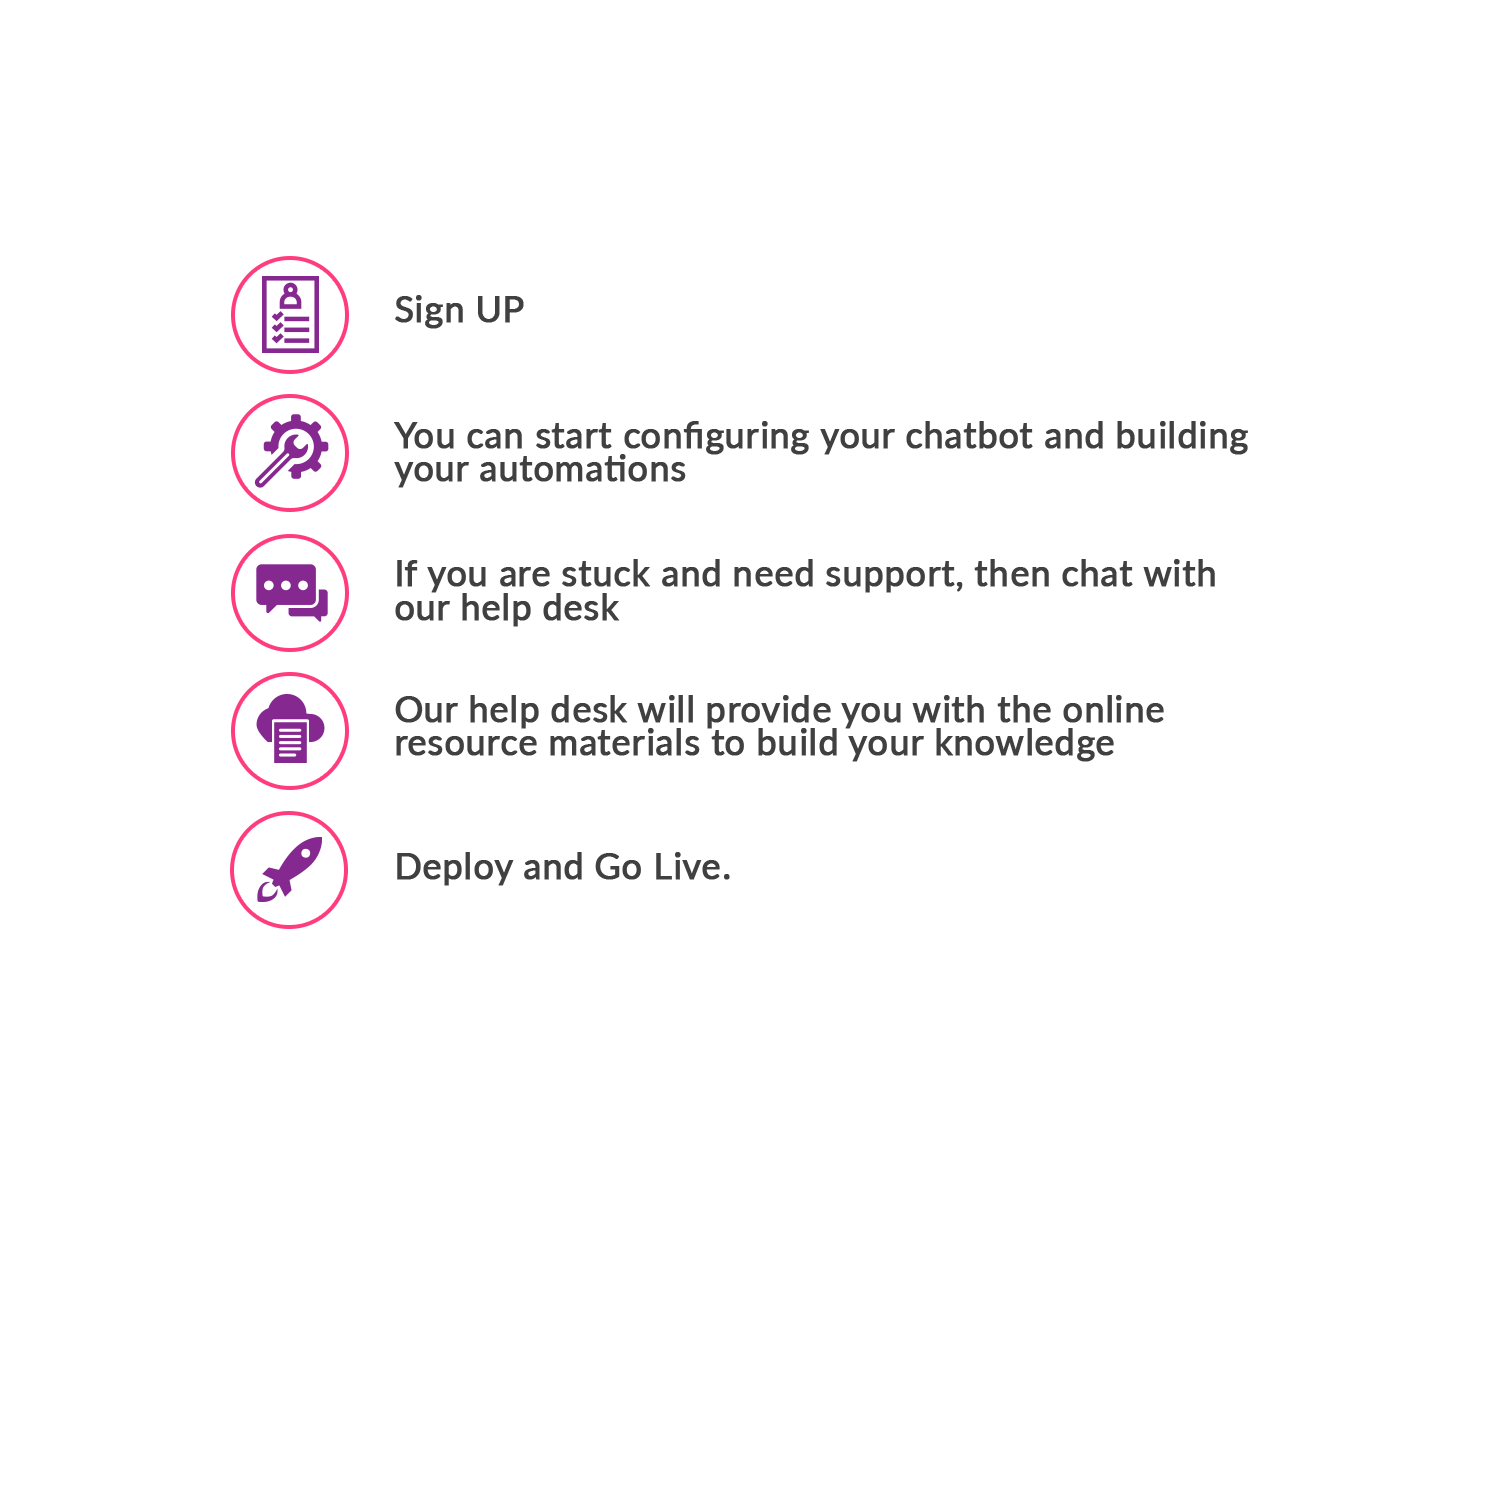 Sign UP
You can start configuring your chatbot and building
your automations
If you are stuck and need support, then chat with
our help desk
Our help desk will provide you with the online
resource materials to build your knowledge
Deploy and Go Live.